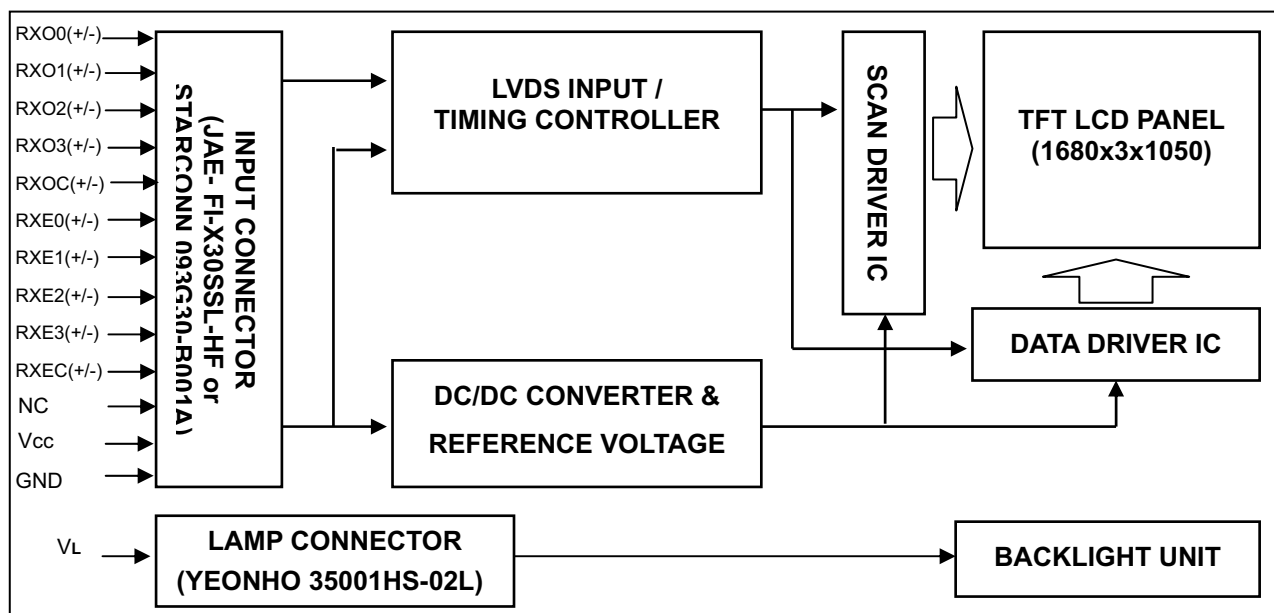 RXO0(+/-)
RXO1(+/-)
RXO2(+/-)
RXO3(+/-)
RXOC(+/-)
RXE0(+/-)
RXE1(+/-)
RXE2(+/-)
RXE3(+/-)
RXEC(+/-)
NC
Vcc
GND
VL
INPUT CONNECTOR
(JAE- FI-X30SSL-HF or
STARCONN 093G30-B001A)
LVDS INPUT /
TIMING CONTROLLER
DC/DC CONVERTER &
REFERENCE VOLTAGE
SCAN DRIVER IC
TFT LCD PANEL
(1680x3x1050)
DATA DRIVER IC
LAMP CONNECTOR
(YEONHO 35001HS-02L)
BACKLIGHT UNIT